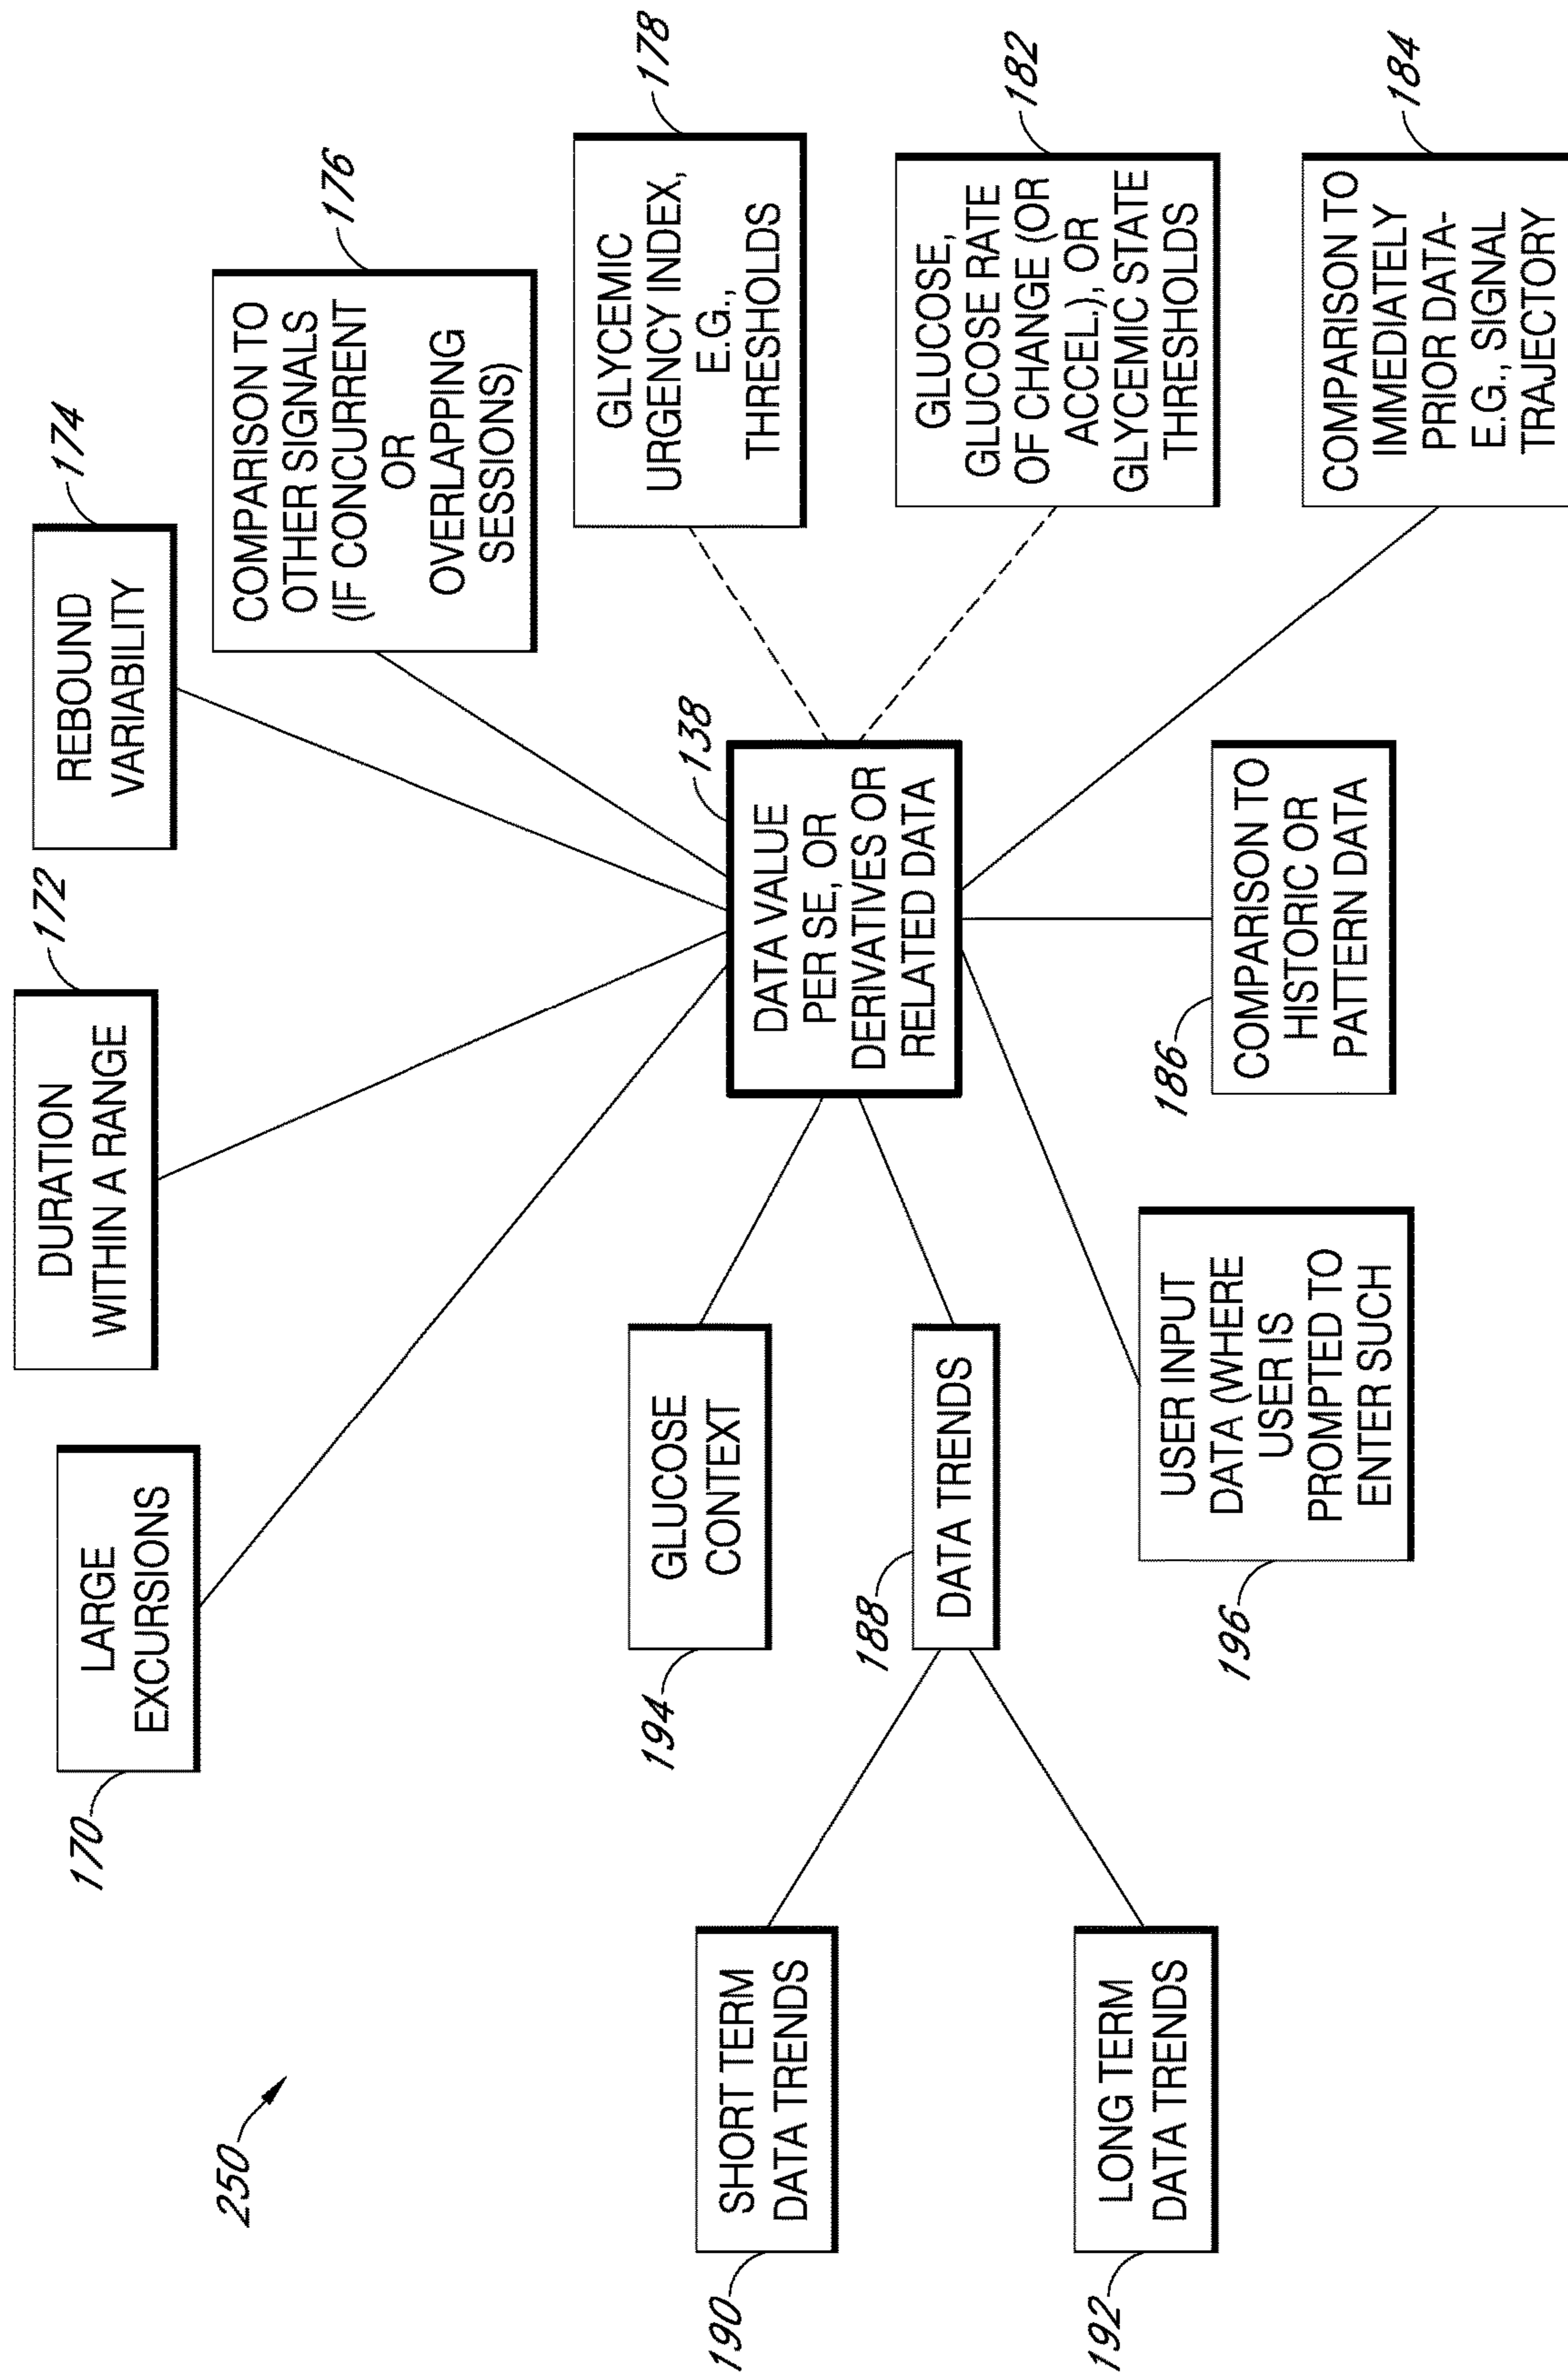 250
170
LARGE
EXCURSIONS
DURATION
WITHIN A RANGE
172
REBOUND
VARIABILITY
174
COMPARISON TO
OTHER SIGNALS
(IF CONCURRENT
OR
OVERLAPPING
SESSIONS)
176
GLYCEMIC
URGENCY INDEX,
E.G.,
THRESHOLDS
178
GLUCOSE,
GLUCOSE RATE
OF CHANGE (OR
ACCEL.), OR
GLYCEMIC STATE
THRESHOLDS
182
COMPARISON TO
IMMEDIATELY
PRIOR DATA-
E.G., SIGNAL
TRAJECTORY
184
138
DATA VALUE
PER SE, OR
DERIVATIVES OR
RELATED DATA
186
COMPARISON TO
HISTORIC OR
PATTERN DATA
194
GLUCOSE
CONTEXT
188
DATA TRENDS
196
USER INPUT
DATA (WHERE
USER IS
PROMPTED TO
ENTER SUCH
190
SHORT TERM
DATA TRENDS
192
LONG TERM
DATA TRENDS